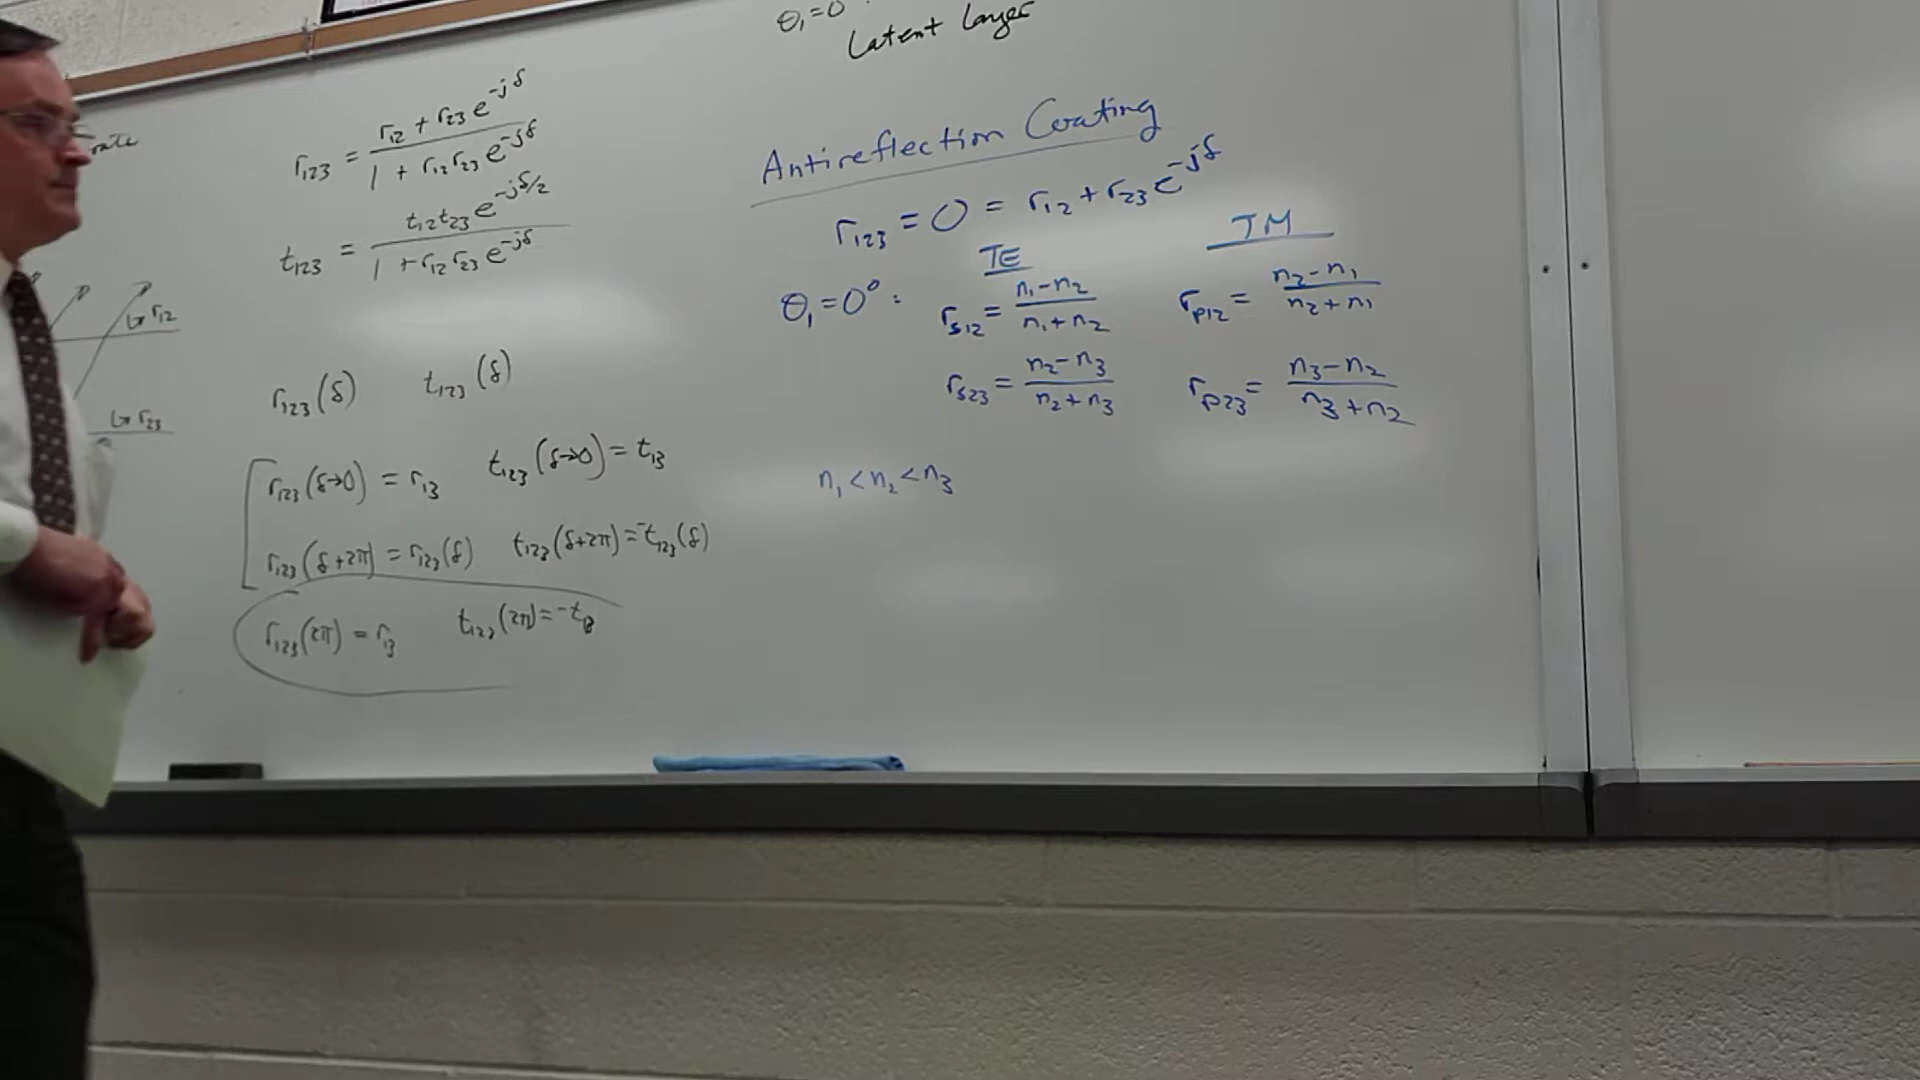 θ₁=0
Latent Layer
r₁₂₃ = (r₁₂ + r₂₃ e^(-jδ)) / (1 + r₁₂ r₂₃ e^(-jδ))
t₁₂₃ = (t₁₂ t₂₃ e^(-jδ/2)) / (1 + r₁₂ r₂₃ e^(-jδ))
r₁₂
r₂₃
r₁₂₃(δ) t₁₂₃(δ)
r₁₂₃(δ→0) = r₁₃ t₁₂₃(δ→0) = t₁₃
r₁₂₃(δ+2π) = r₁₂₃(δ) t₁₂₃(δ+2π) = -t₁₂₃(δ)
r₁₂₃(2π) = r₁₃ t₁₂₃(2π) = -t₁₃
Antireflection Coating
r₁₂₃ = 0 = r₁₂ + r₂₃ e^(-jδ)
TE TM
θ₁=0° : r_s12 = (n₁-n₂)/(n₁+n₂) r_p12 = (n₂-n₁)/(n₂+n₁)
r_s23 = (n₂-n₃)/(n₂+n₃) r_p23 = (n₃-n₂)/(n₃+n₂)
n₁<n₂<n₃